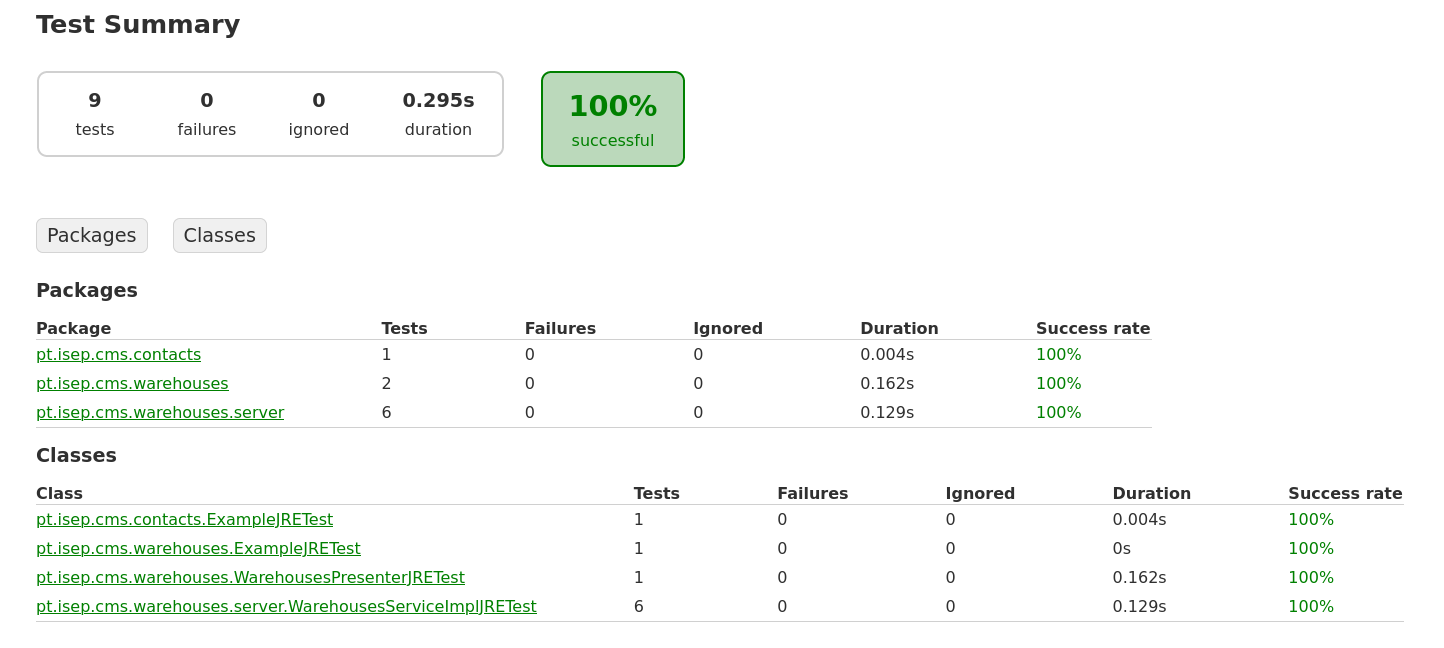 Test Summary
9 0 0 0.295s
tests failures ignored duration
100%
successful
Packages Classes
Packages
Package Tests Failures Ignored Duration Success rate
pt.isep.cms.contacts 1 0 0 0.004s 100%
pt.isep.cms.warehouses 2 0 0 0.162s 100%
pt.isep.cms.warehouses.server 6 0 0 0.129s 100%
Classes
Class Tests Failures Ignored Duration Success rate
pt.isep.cms.contacts.ExampleJRETest 1 0 0 0.004s 100%
pt.isep.cms.warehouses.ExampleJRETest 1 0 0 0s 100%
pt.isep.cms.warehouses.WarehousesPresenterJRETest 1 0 0 0.162s 100%
pt.isep.cms.warehouses.server.WarehousesServiceImplJRETest 6 0 0 0.129s 100%